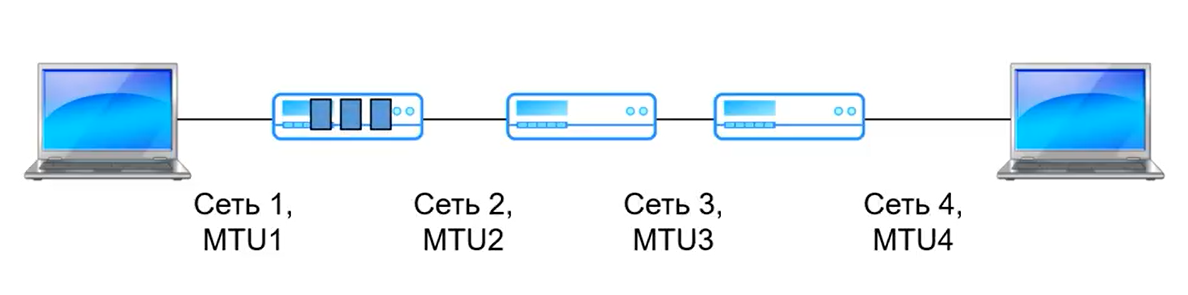 Сеть 1,
MTU1
Сеть 2,
MTU2
Сеть 3,
MTU3
Сеть 4,
MTU4